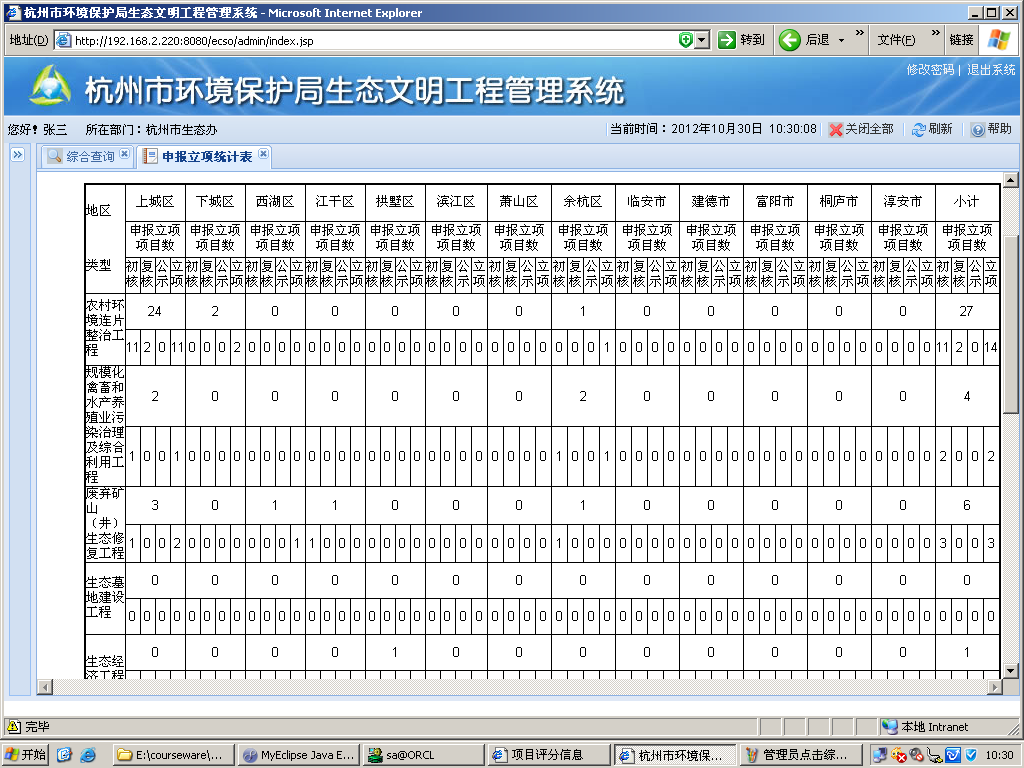 杭州市环境保护局生态文明工程管理系统 - Microsoft Internet Explorer
地址(D) http://192.168.2.220:8080/ecso/admin/index.jsp 转到 后退 » 文件(F) » 链接
杭州市环境保护局生态文明工程管理系统
修改密码 | 退出系统
您好! 张三 所在部门：杭州市生态办 当前时间：2012年10月30日 10:30:08 关闭全部 刷新 帮助
综合查询 申报立项统计表
地区 上城区 下城区 西湖区 江干区 拱墅区 滨江区 萧山区 余杭区 临安市 建德市 富阳市 桐庐市 淳安市 小计
申报立项项目数 申报立项项目数 申报立项项目数 申报立项项目数 申报立项项目数 申报立项项目数 申报立项项目数 申报立项项目数 申报立项项目数 申报立项项目数 申报立项项目数 申报立项项目数 申报立项项目数 申报立项项目数
类型 初核 复核 公示 立项 初核 复核 公示 立项 初核 复核 公示 立项 初核 复核 公示 立项 初核 复核 公示 立项 初核 复核 公示 立项 初核 复核 公示 立项 初核 复核 公示 立项 初核 复核 公示 立项 初核 复核 公示 立项 初核 复核 公示 立项 初核 复核 公示 立项 初核 复核 公示 立项 初核 复核 公示 立项
农村环境连片整治工程 24 2 0 0 0 0 0 1 0 0 0 0 0 27
11 2 0 11 0 0 0 2 0 0 0 0 0 0 0 0 0 0 0 0 0 0 0 0 0 0 0 0 0 0 0 1 0 0 0 0 0 0 0 0 0 0 0 0 0 0 0 0 0 0 0 0 11 2 0 14
规模化禽畜和水产养殖业污染治理及综合利用工程 2 0 0 0 0 0 0 2 0 0 0 0 0 4
1 0 0 1 0 0 0 0 0 0 0 0 0 0 0 0 0 0 0 0 0 0 0 0 0 0 0 0 1 0 0 1 0 0 0 0 0 0 0 0 0 0 0 0 0 0 0 0 0 0 0 0 2 0 0 2
废弃矿山（井）生态修复工程 3 0 1 1 0 0 0 1 0 0 0 0 0 6
1 0 0 2 0 0 0 0 0 0 0 1 1 0 0 0 0 0 0 0 0 0 0 0 0 0 0 0 1 0 0 0 0 0 0 0 0 0 0 0 0 0 0 0 0 0 0 0 0 0 0 0 3 0 0 3
生态墓地建设工程 0 0 0 0 0 0 0 0 0 0 0 0 0 0
0 0 0 0 0 0 0 0 0 0 0 0 0 0 0 0 0 0 0 0 0 0 0 0 0 0 0 0 0 0 0 0 0 0 0 0 0 0 0 0 0 0 0 0 0 0 0 0 0 0 0 0 0 0 0 0
生态经济工程 0 0 0 0 1 0 0 0 0 0 0 0 0 1
完毕 本地 Intranet
开始 E:\courseware\... MyEclipse Java E... sa@ORCL 项目评分信息 杭州市环境保... 管理员点击综... 10:30